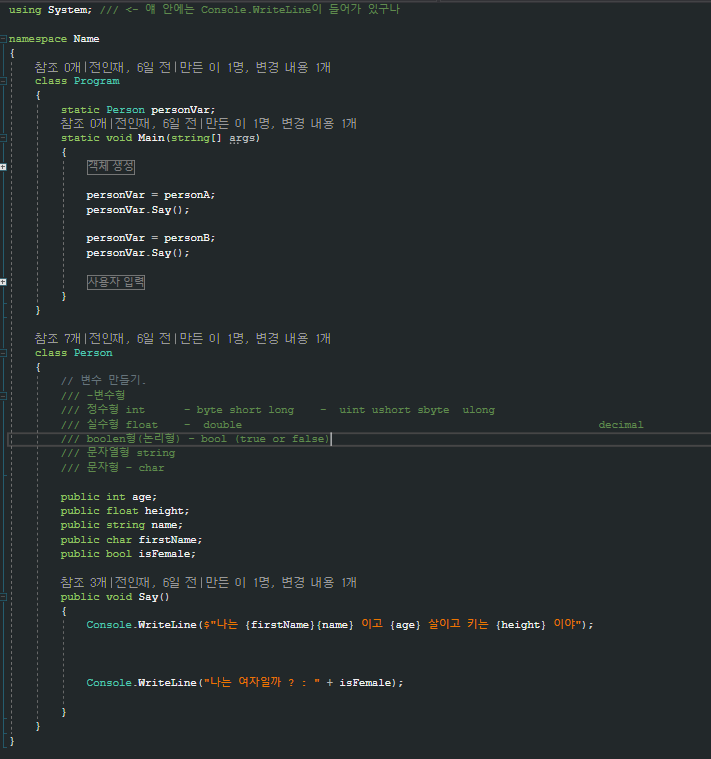 using System; /// <- 얘 안에는 Console.WriteLine이 들어가 있구나
namespace Name
{
참조 0개|전인재, 6일 전|만든 이 1명, 변경 내용 1개
class Program
{
static Person personVar;
참조 0개|전인재, 6일 전|만든 이 1명, 변경 내용 1개
static void Main(string[] args)
{
객체 생성
personVar = personA;
personVar.Say();
personVar = personB;
personVar.Say();
사용자 입력
}
}
참조 7개|전인재, 6일 전|만든 이 1명, 변경 내용 1개
class Person
{
// 변수 만들기.
/// -변수형
/// 정수형 int - byte short long - uint ushort sbyte ulong
/// 실수형 float - double decimal
/// boolen형(논리형) - bool (true or false)
/// 문자열형 string
/// 문자형 - char
public int age;
public float height;
public string name;
public char firstName;
public bool isFemale;
참조 3개|전인재, 6일 전|만든 이 1명, 변경 내용 1개
public void Say()
{
Console.WriteLine($"나는 {firstName}{name} 이고 {age} 살이고 키는 {height} 이야");
Console.WriteLine("나는 여자일까 ? : " + isFemale);
}
}
}